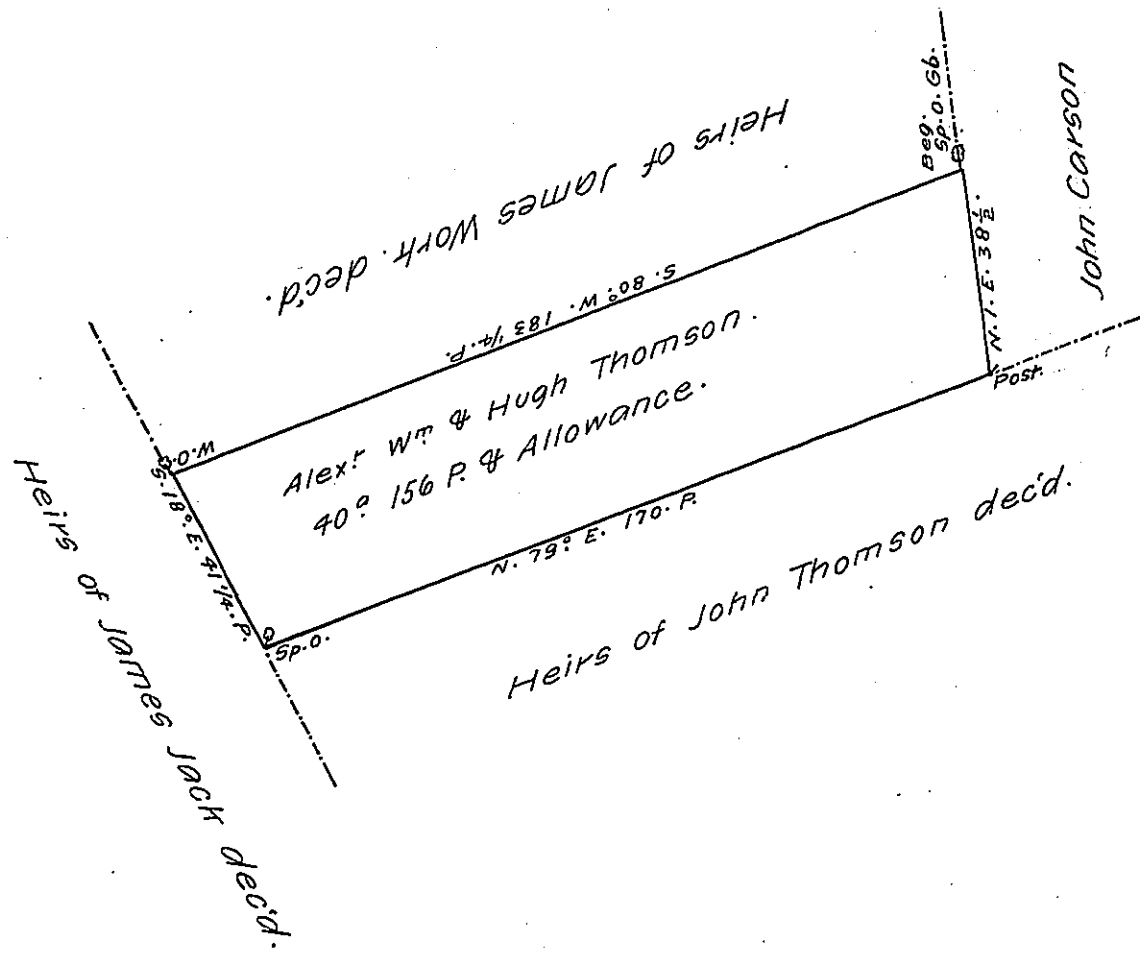 Heirs of James Work. dec'd.
Beg.
Sp. O. Gb.
John Carson
S. 80° W. 183 1/4. P.
N. 1. E. 38 1/2.
Alexr. Wm. & Hugh Thomson.
40a. 156 P. & Allowance.
W.O.
S. 18° E. 41 1/4. P.
Post.
N. 79° E. 170. P.
Sp. O.
Heirs of John Thomson dec'd.
Heirs of James Jack dec'd.